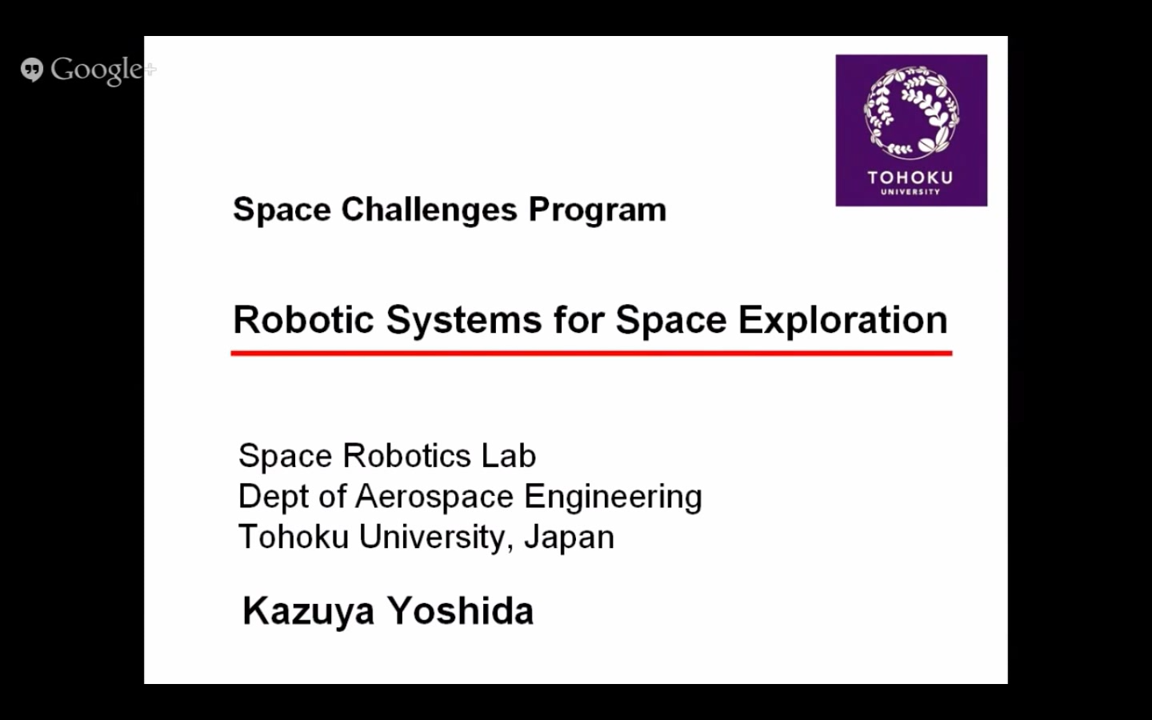 Google+
TOHOKU
UNIVERSITY
Space Challenges Program
Robotic Systems for Space Exploration
Space Robotics Lab
Dept of Aerospace Engineering
Tohoku University, Japan
Kazuya Yoshida